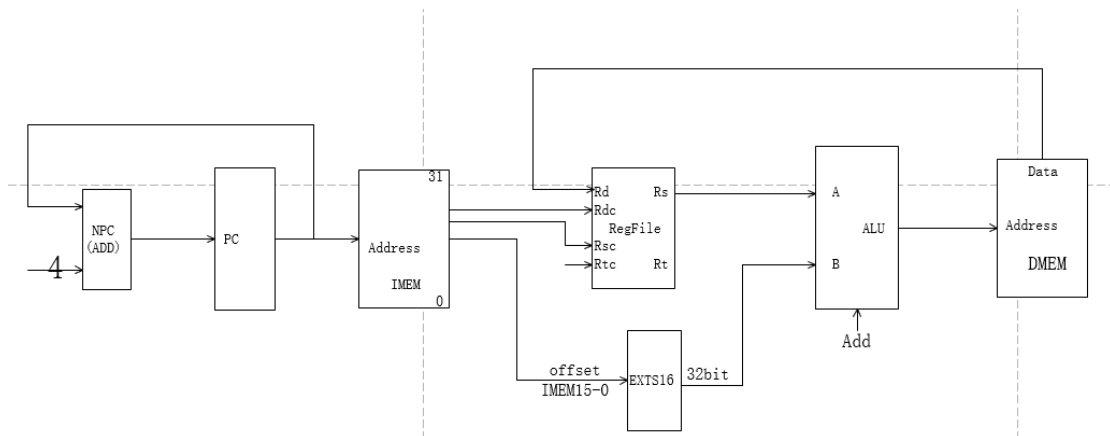 4
NPC
(ADD)
PC
31
Address
IMEM
0
Rd
Rdc
Rsc
Rtc
Rs
RegFile
Rt
offset
IMEM15-0
EXTS16
32bit
A
B
ALU
Add
Data
Address
DMEM